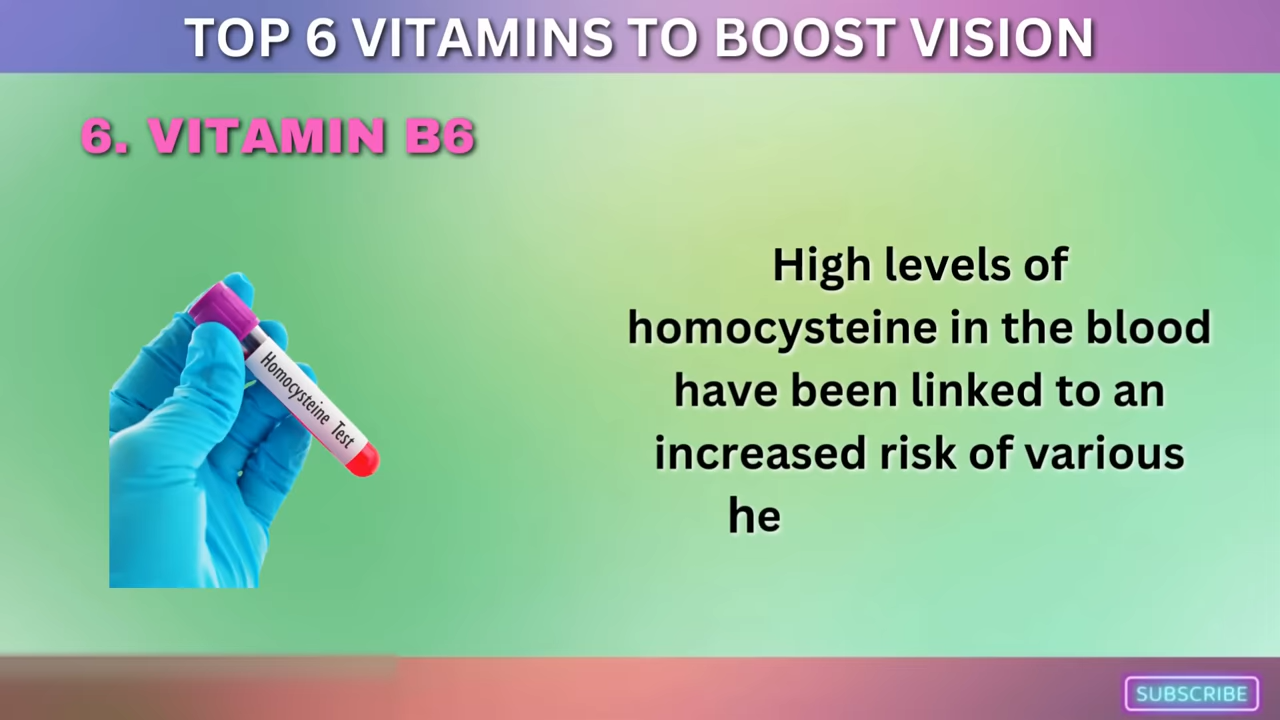 TOP 6 VITAMINS TO BOOST VISION
6. VITAMIN B6
Homocysteine Test
High levels of
homocysteine in the blood
have been linked to an
increased risk of various
he
SUBSCRIBE